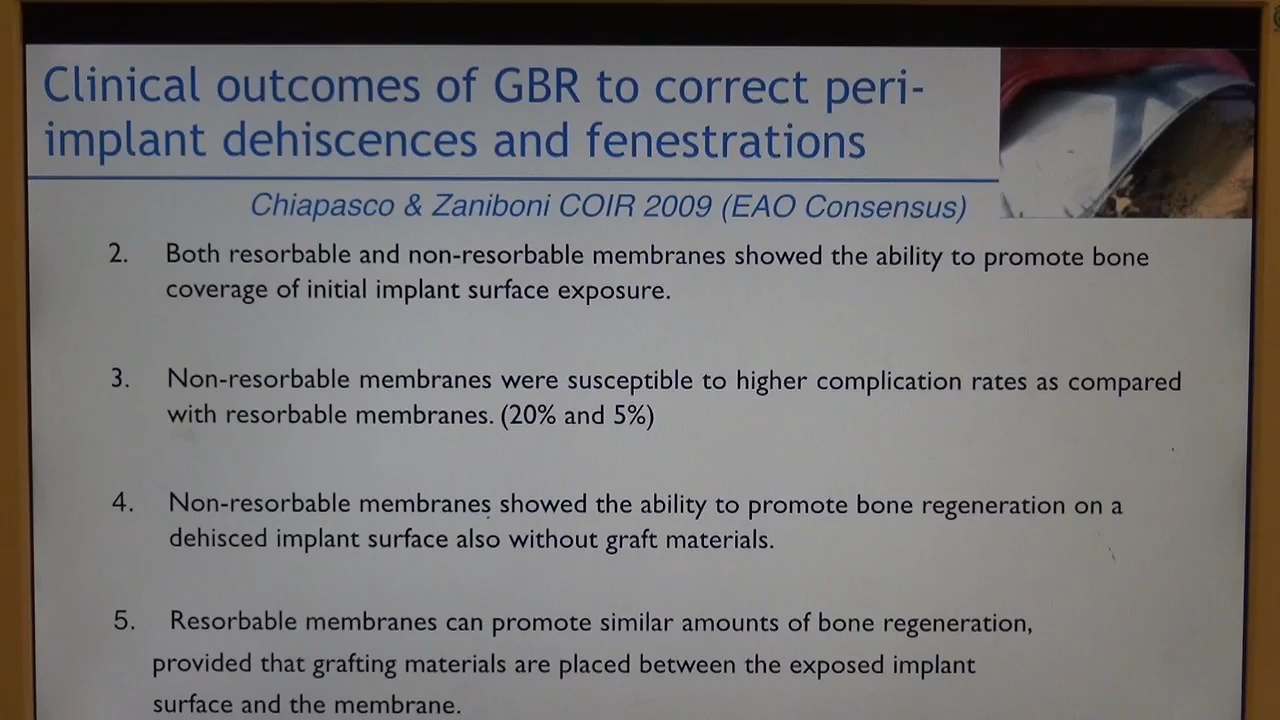 Clinical outcomes of GBR to correct peri-
implant dehiscences and fenestrations
Chiapasco & Zaniboni COIR 2009 (EAO Consensus)
2. Both resorbable and non-resorbable membranes showed the ability to promote bone
coverage of initial implant surface exposure.
3. Non-resorbable membranes were susceptible to higher complication rates as compared
with resorbable membranes. (20% and 5%)
4. Non-resorbable membranes showed the ability to promote bone regeneration on a
dehisced implant surface also without graft materials.
5. Resorbable membranes can promote similar amounts of bone regeneration,
provided that grafting materials are placed between the exposed implant
surface and the membrane.